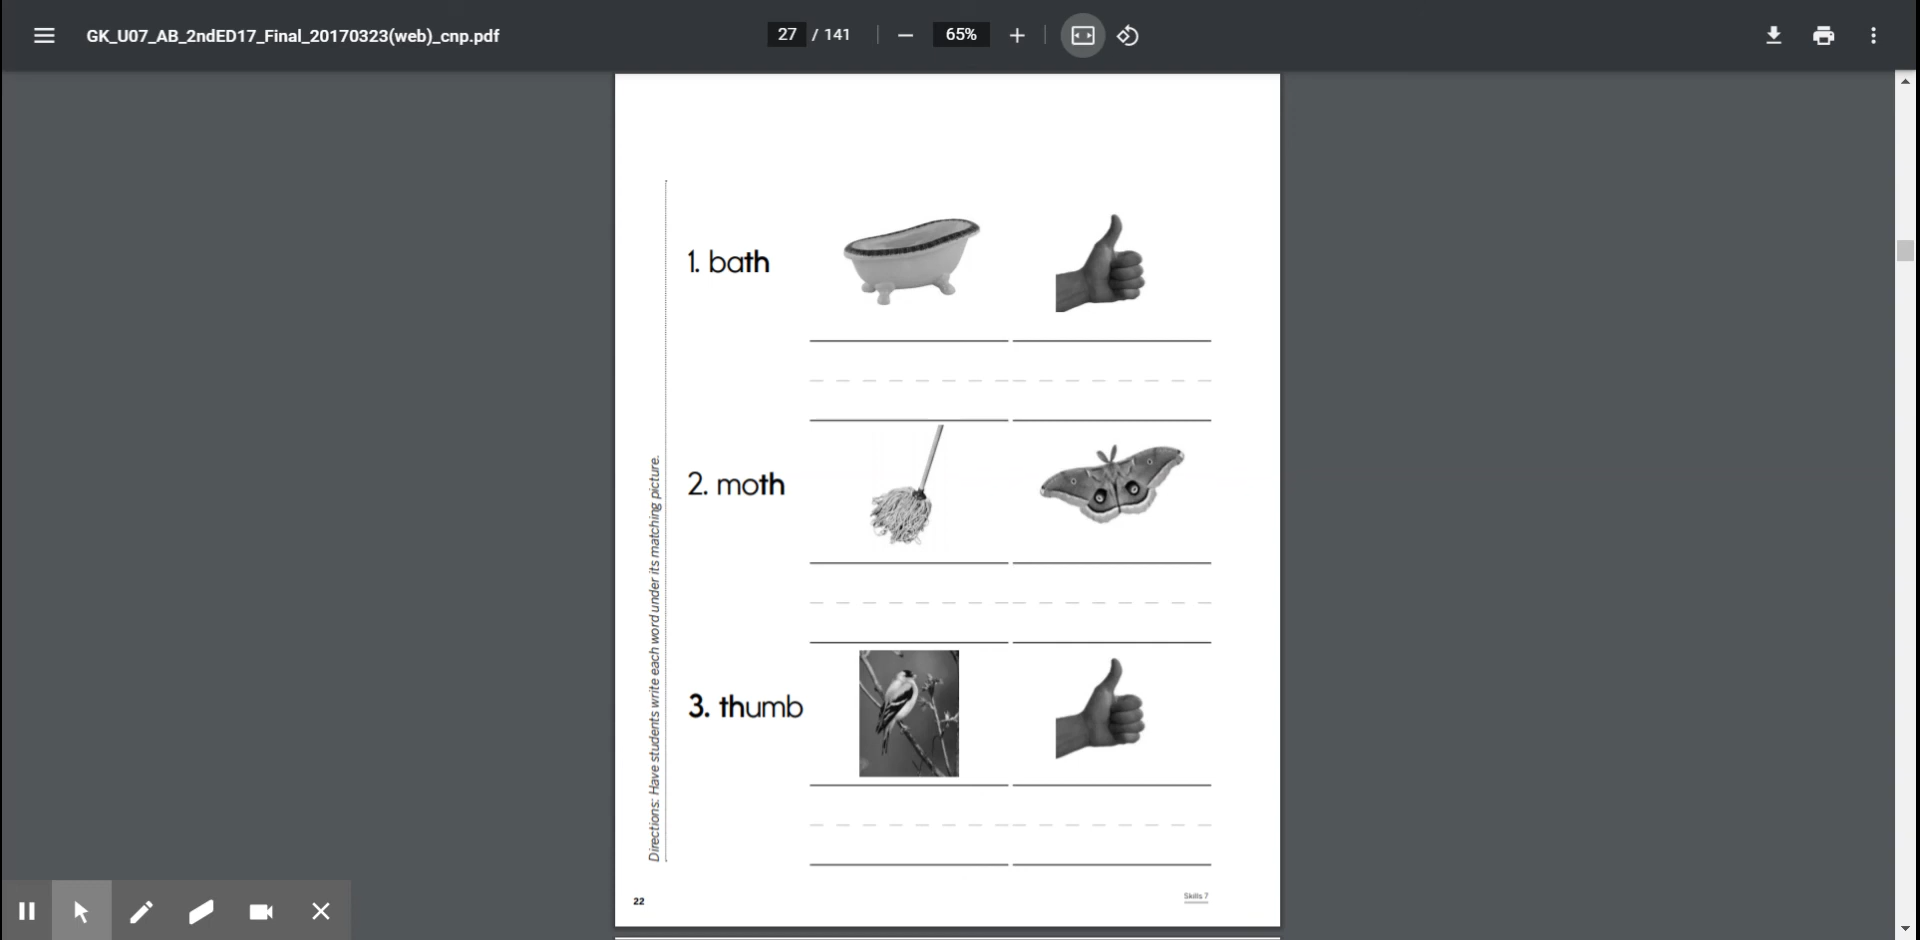 GK_U07_AB_2ndED17_Final_20170323(web)_cnp.pdf
27 / 141
65%
1. bath
2. moth
3. thumb
Directions: Have students write each word under its matching picture.
22
Skills 7